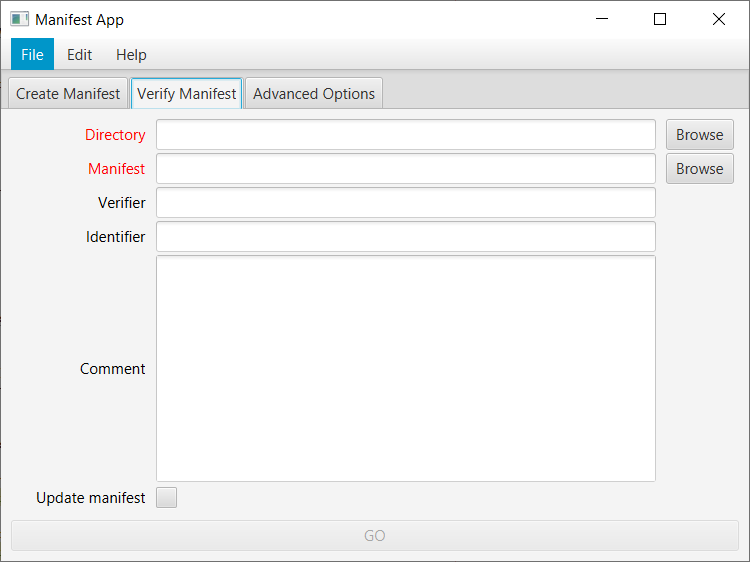 Manifest App
File Edit Help
Create Manifest Verify Manifest Advanced Options
Directory Browse
Manifest Browse
Verifier
Identifier
Comment
Update manifest
GO